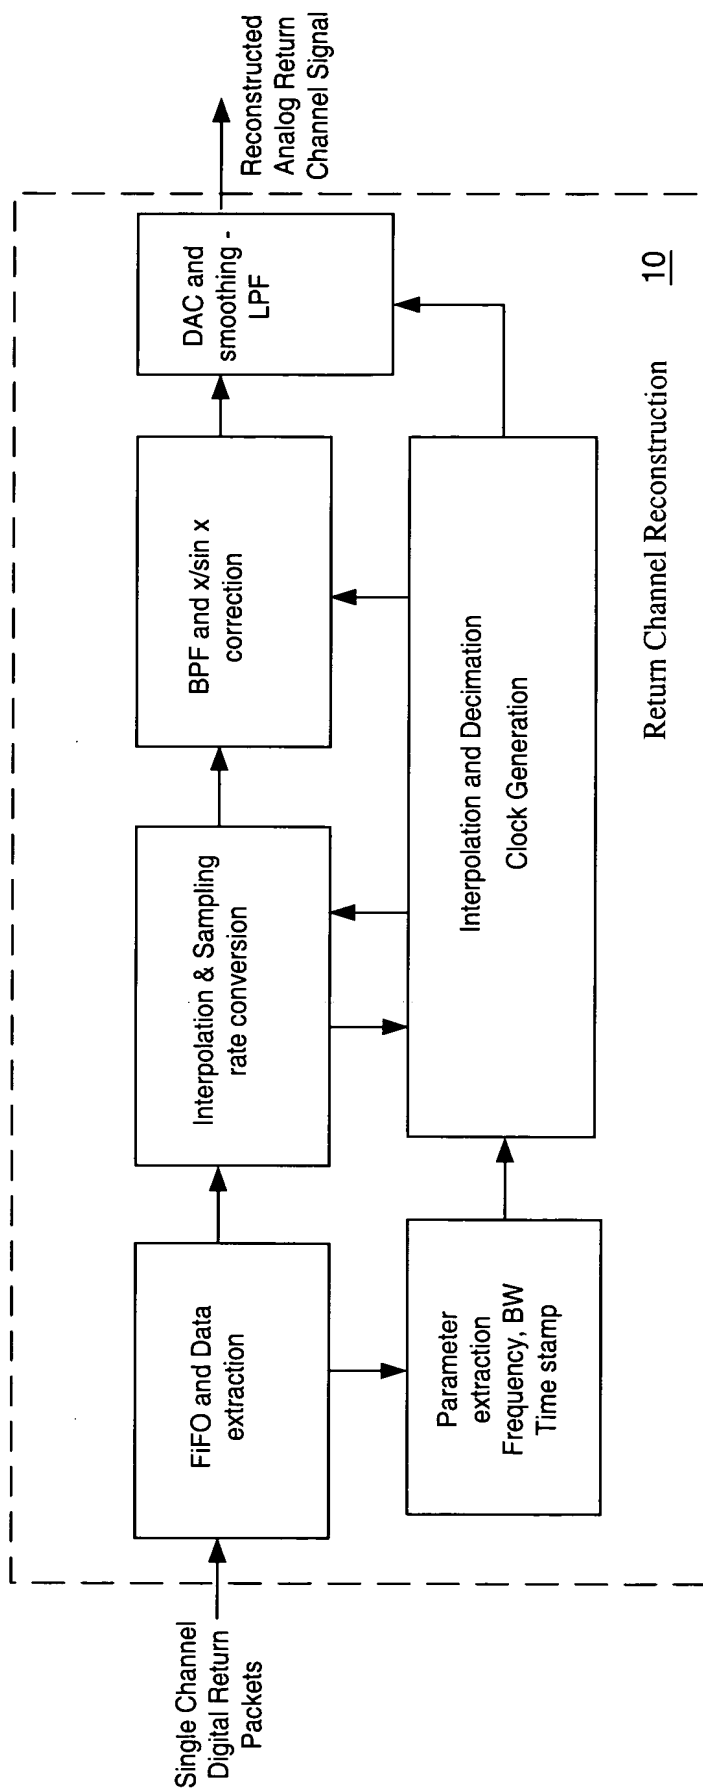 Single Channel
Digital Return
Packets
FiFO and Data
extraction
Interpolation & Sampling
rate conversion
BPF and x/sin x
correction
DAC and
smoothing -
LPF
Reconstructed
Analog Return
Channel Signal
Parameter
extraction
Frequency, BW
Time stamp
Interpolation and Decimation
Clock Generation
Return Channel Reconstruction
10